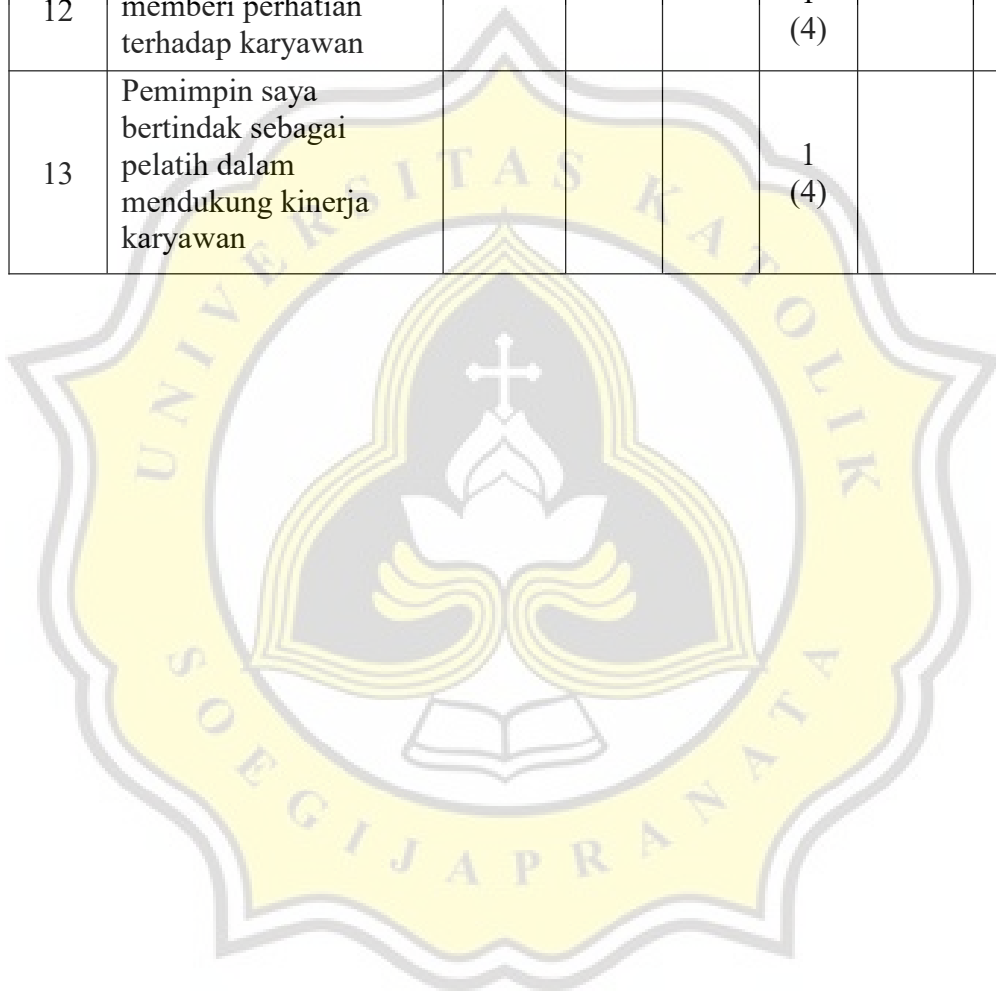 12
memberi perhatian
terhadap karyawan
(4)
13
Pemimpin saya
bertindak sebagai
pelatih dalam
mendukung kinerja
karyawan
1
(4)
UNIVERSITAS KATOLIK
SOEGIJAPRANATA